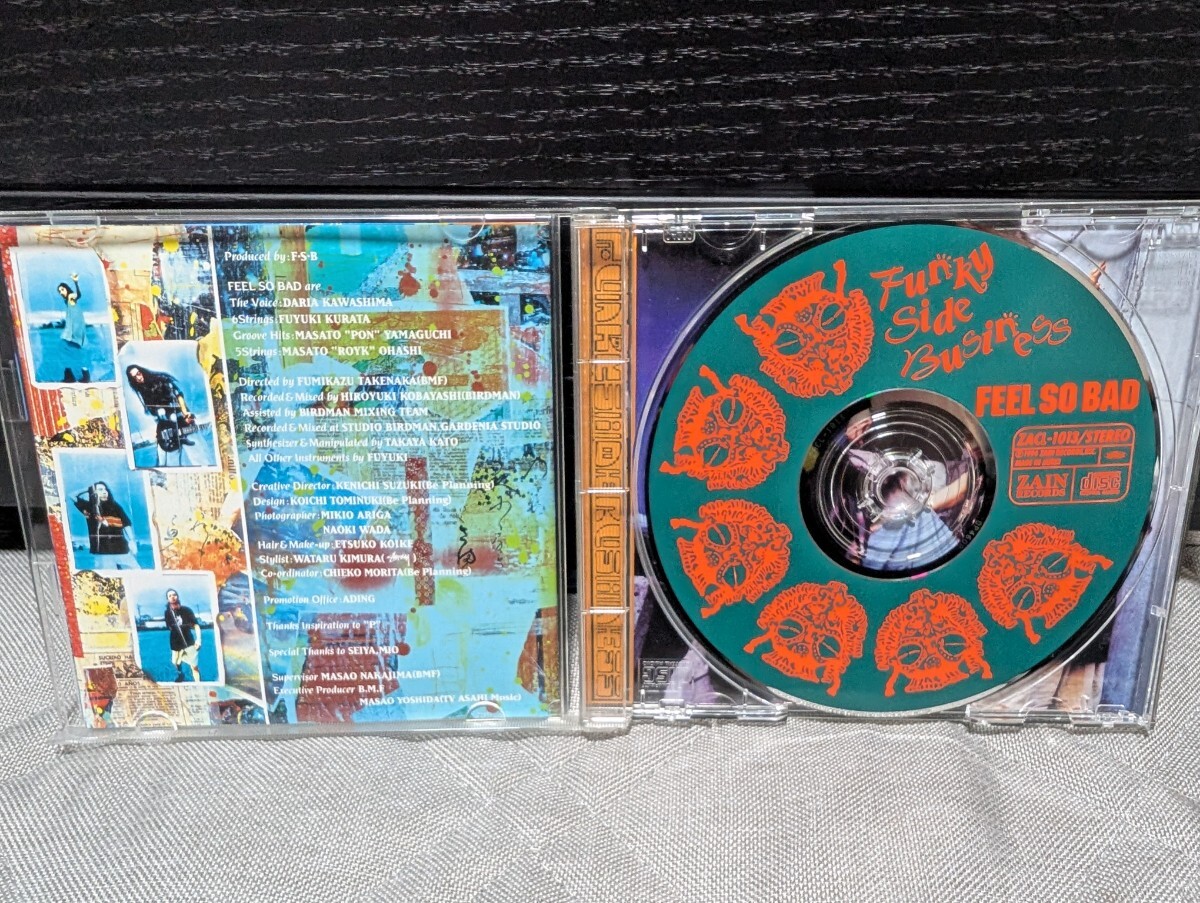 Produced by:F·S·B
FEEL SO BAD are
The Voice:DARIA KAWASHIMA
6Strings:FUYUKI KURATA
Groove Hits:MASATO "PON" YAMAGUCHI
5Strings:MASATO "ROYK" OHASHI
Directed by FUMIKAZU TAKENAKA(BMF)
Recorded & Mixed by HIROYUKI KOBAYASHI(BIRDMAN)
Assisted by BIRDMAN MIXING TEAM
Recorded & Mixed at STUDIO BIRDMAN,GARDENIA STUDIO
Synthesizer & Manipulated by TAKAYA KATO
All Other Instruments by FUYUKI
Creative Director:KENICHI SUZUKI(Be Planning)
Design:KOICHI TOMINUKI(Be Planning)
Photographer:MIKIO ARIGA
NAOKI WADA
Hair & Make-up:ETSUKO KOIKE
Stylist:WATARU KIMURAI
Co-ordinator:CHIEKO MORITA(Be Planning)
Promotion Office:ADING
Thanks Inspiration to "P"
Special Thanks to SEIYA,MIO
Supervisor MASAO NAKAJIMA(BMF)
Executive Producer B.M.F
MASAO YOSHIDA(TV ASAHI Music)
Funky
Side
Business
FEEL SO BAD
ZACL-1013/STEREO
ZAIN
RECORDS
disc